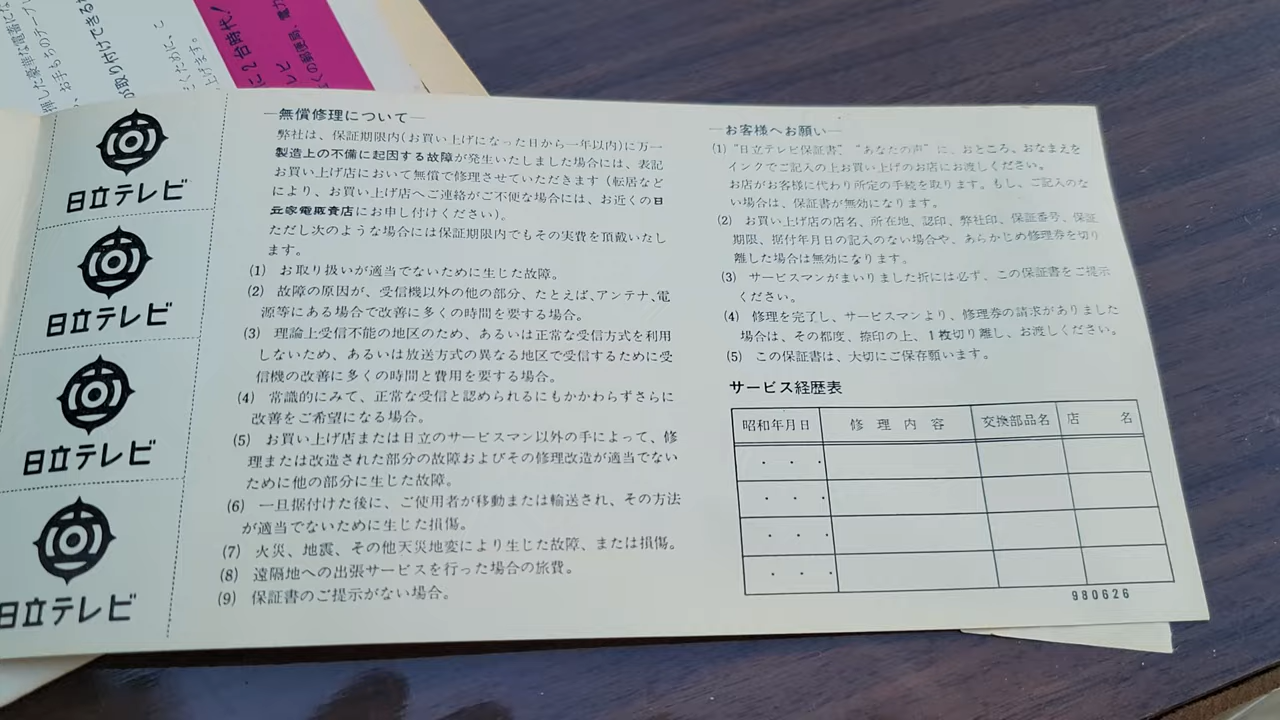 に2台時代!
日立テレビ
日立テレビ
日立テレビ
日立テレビ
―無償修理について―
弊社は、保証期限内(お買い上げになった日から一年以内)に万一
製造上の不備に起因する故障が発生いたしました場合には、表記
お買い上げ店において無償で修理させていただきます(転居など
により、お買い上げ店へご連絡がご不便な場合には、お近くの日
立家電販賣店にお申し付けください)。
ただし次のような場合には保証期限内でもその実費を頂戴いたし
ます。
(1) お取り扱いが適当でないために生じた故障。
(2) 故障の原因が、受信機以外の他の部分、たとえば、アンテナ、電
源等にある場合で改善に多くの時間を要する場合。
(3) 理論上受信不能の地区のため、あるいは正常な受信方式を利用
しないため、あるいは放送方式の異なる地区で受信するために受
信機の改善に多くの時間と費用を要する場合。
(4) 常識的にみて、正常な受信と認められるにもかかわらずさらに
改善をご希望になる場合。
(5) お買い上げ店または日立のサービスマン以外の手によって、修
理または改造された部分の故障およびその修理改造が適当でない
ために他の部分に生じた故障。
(6) 一旦据付けた後に、ご使用者が移動または輸送され、その方法
が適当でないために生じた損傷。
(7) 火災、地震、その他天災地変により生じた故障、または損傷。
(8) 遠隔地への出張サービスを行った場合の旅費。
(9) 保証書のご提示がない場合。
―お客様へお願い―
(1) "日立テレビ保証書" "あなたの声" に、おところ、おなまえを
インクでご記入の上お買い上げのお店にお渡しください。
お店がお客様に代わり所定の手続を取ります。もし、ご記入のな
い場合は、保証書が無効になります。
(2) お買い上げ店の店名、所在地、認印、弊社印、保証番号、保証
期限、据付年月日の記入のない場合や、あらかじめ修理券を切り
離した場合は無効になります。
(3) サービスマンがまいりました折には必ず、この保証書をご提示
ください。
(4) 修理を完了し、サービスマンより、修理券の請求がありました
場合は、その都度、捺印の上、1枚切り離し、お渡しください。
(5) この保証書は、大切にご保存願います。
サービス経歴表
昭和年月日 修理内容 交換部品名 店名
980626